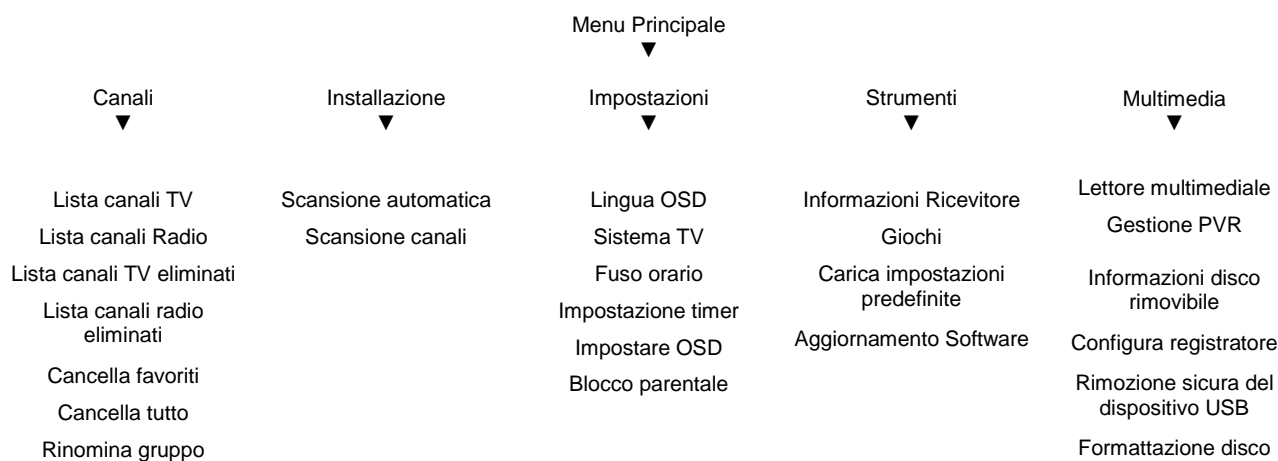 Menu Principale
▼
Canali
▼
Installazione
▼
Impostazioni
▼
Strumenti
▼
Multimedia
▼
Lista canali TV
Lista canali Radio
Lista canali TV eliminati
Lista canali radio
eliminati
Cancella favoriti
Cancella tutto
Rinomina gruppo
Scansione automatica
Scansione canali
Lingua OSD
Sistema TV
Fuso orario
Impostazione timer
Impostare OSD
Blocco parentale
Informazioni Ricevitore
Giochi
Carica impostazioni
predefinite
Aggiornamento Software
Lettore multimediale
Gestione PVR
Informazioni disco
rimovibile
Configura registratore
Rimozione sicura del
dispositivo USB
Formattazione disco